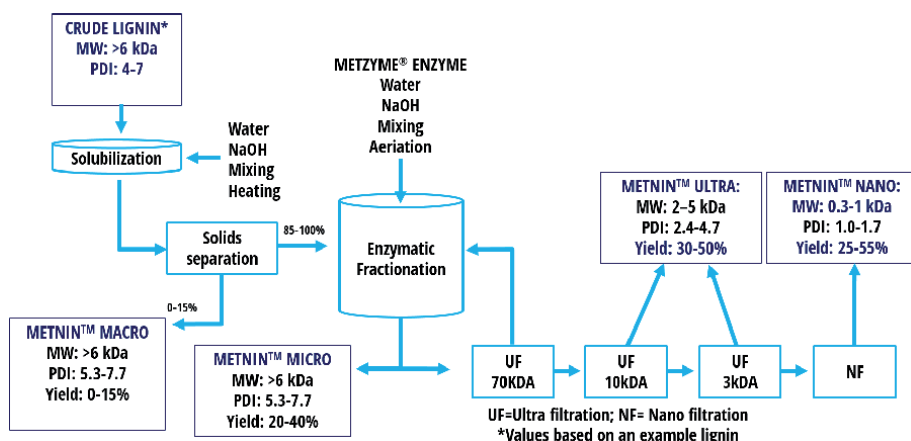 CRUDE LIGNIN*
MW: >6 kDa
PDI: 4-7
Solubilization
Water
NaOH
Mixing
Heating
METZYME® ENZYME
Water
NaOH
Mixing
Aeriation
Solids
separation
85-100%
0-15%
Enzymatic
Fractionation
METNIN™ MACRO
MW: >6 kDa
PDI: 5.3-7.7
Yield: 0-15%
METNIN™ MICRO
MW: >6 kDa
PDI: 5.3-7.7
Yield: 20-40%
METNIN™ ULTRA:
MW: 2–5 kDa
PDI: 2.4-4.7
Yield: 30-50%
METNIN™ NANO:
MW: 0.3-1 kDa
PDI: 1.0-1.7
Yield: 25-55%
UF
70KDA
UF
10kDA
UF
3kDA
NF
UF=Ultra filtration; NF= Nano filtration
*Values based on an example lignin